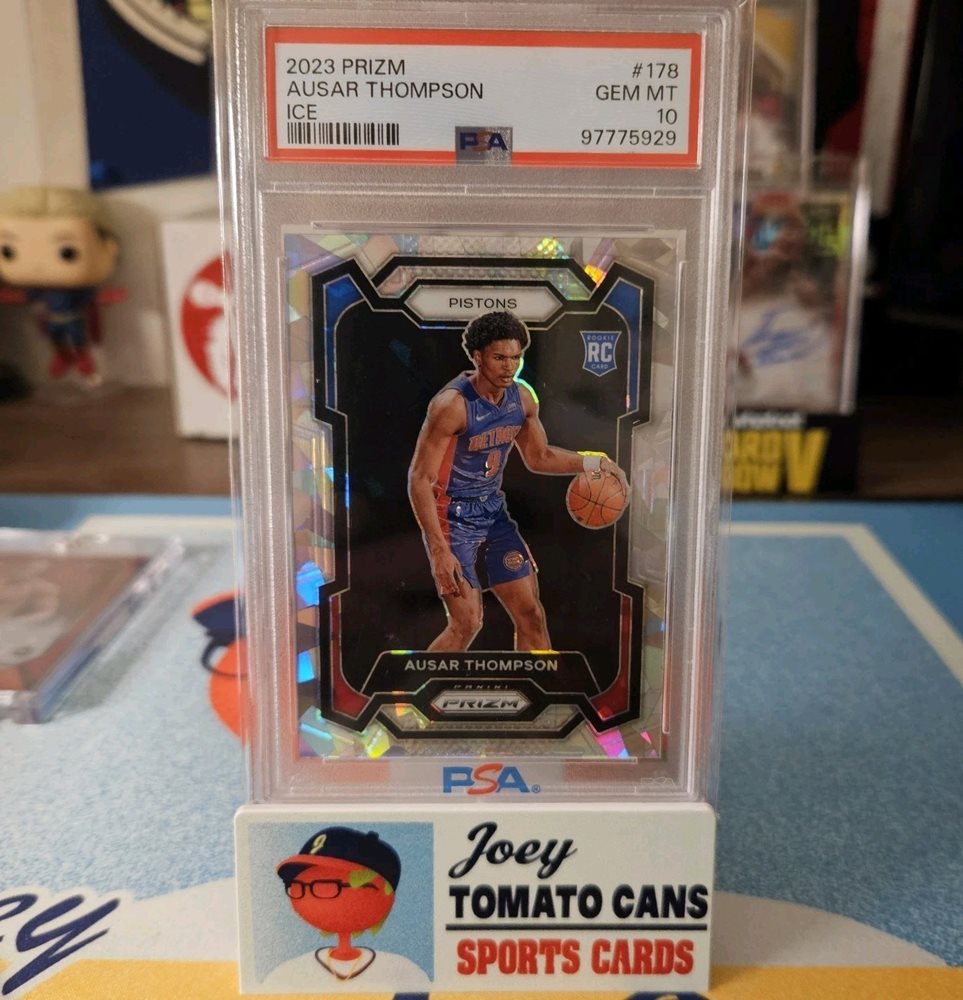 2023 PRIZM #178
AUSAR THOMPSON GEM MT
ICE 10
PSA 97775929
PISTONS
ROOKIE
RC
CARD
DETROIT
9
AUSAR THOMPSON
PANINI
PRIZM
PSA
Joey
TOMATO CANS
SPORTS CARDS